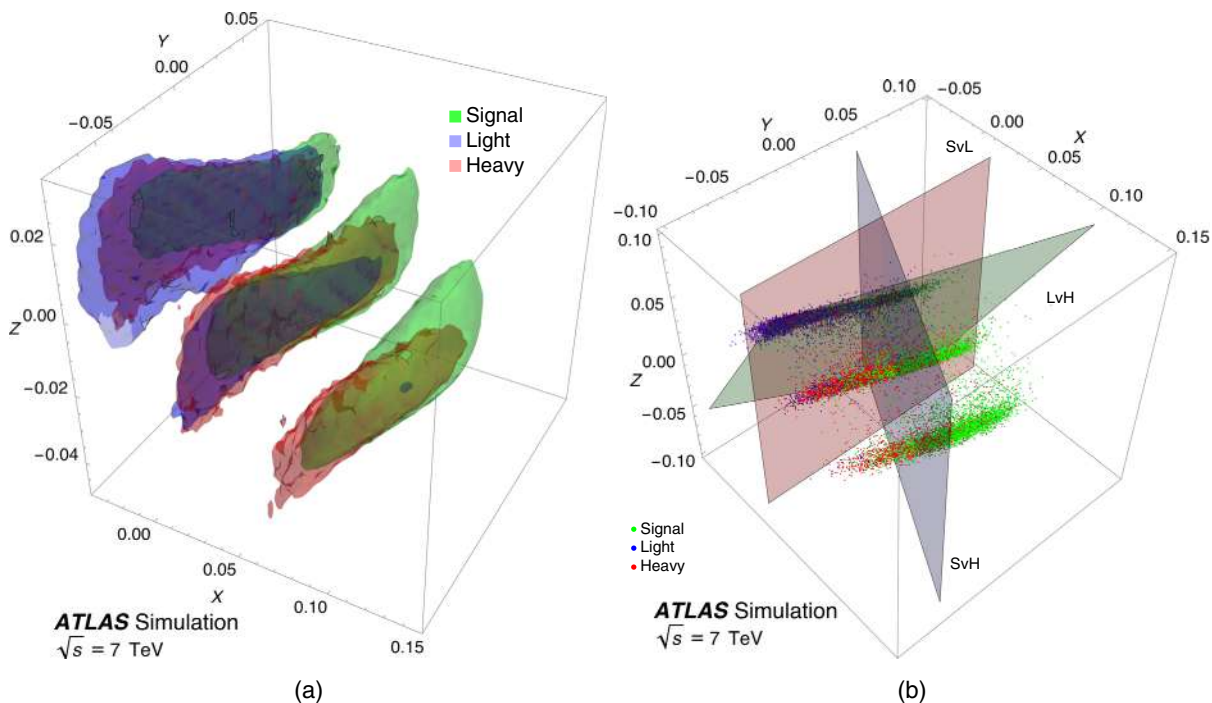 0.05
Y
0.00
−0.05
Signal
Light
Heavy
0.02
0.00
Z
−0.02
−0.04
0.00
0.05
X
0.10
0.15
ATLAS Simulation
√s = 7 TeV
(a)
0.10
−0.05
0.05
Y
0.00
SvL
0.00
X
−0.05
0.05
0.10
−0.10
0.10
0.15
0.05
LvH
0.00
Z
−0.05
−0.10
Signal
Light
Heavy
SvH
ATLAS Simulation
√s = 7 TeV
(b)